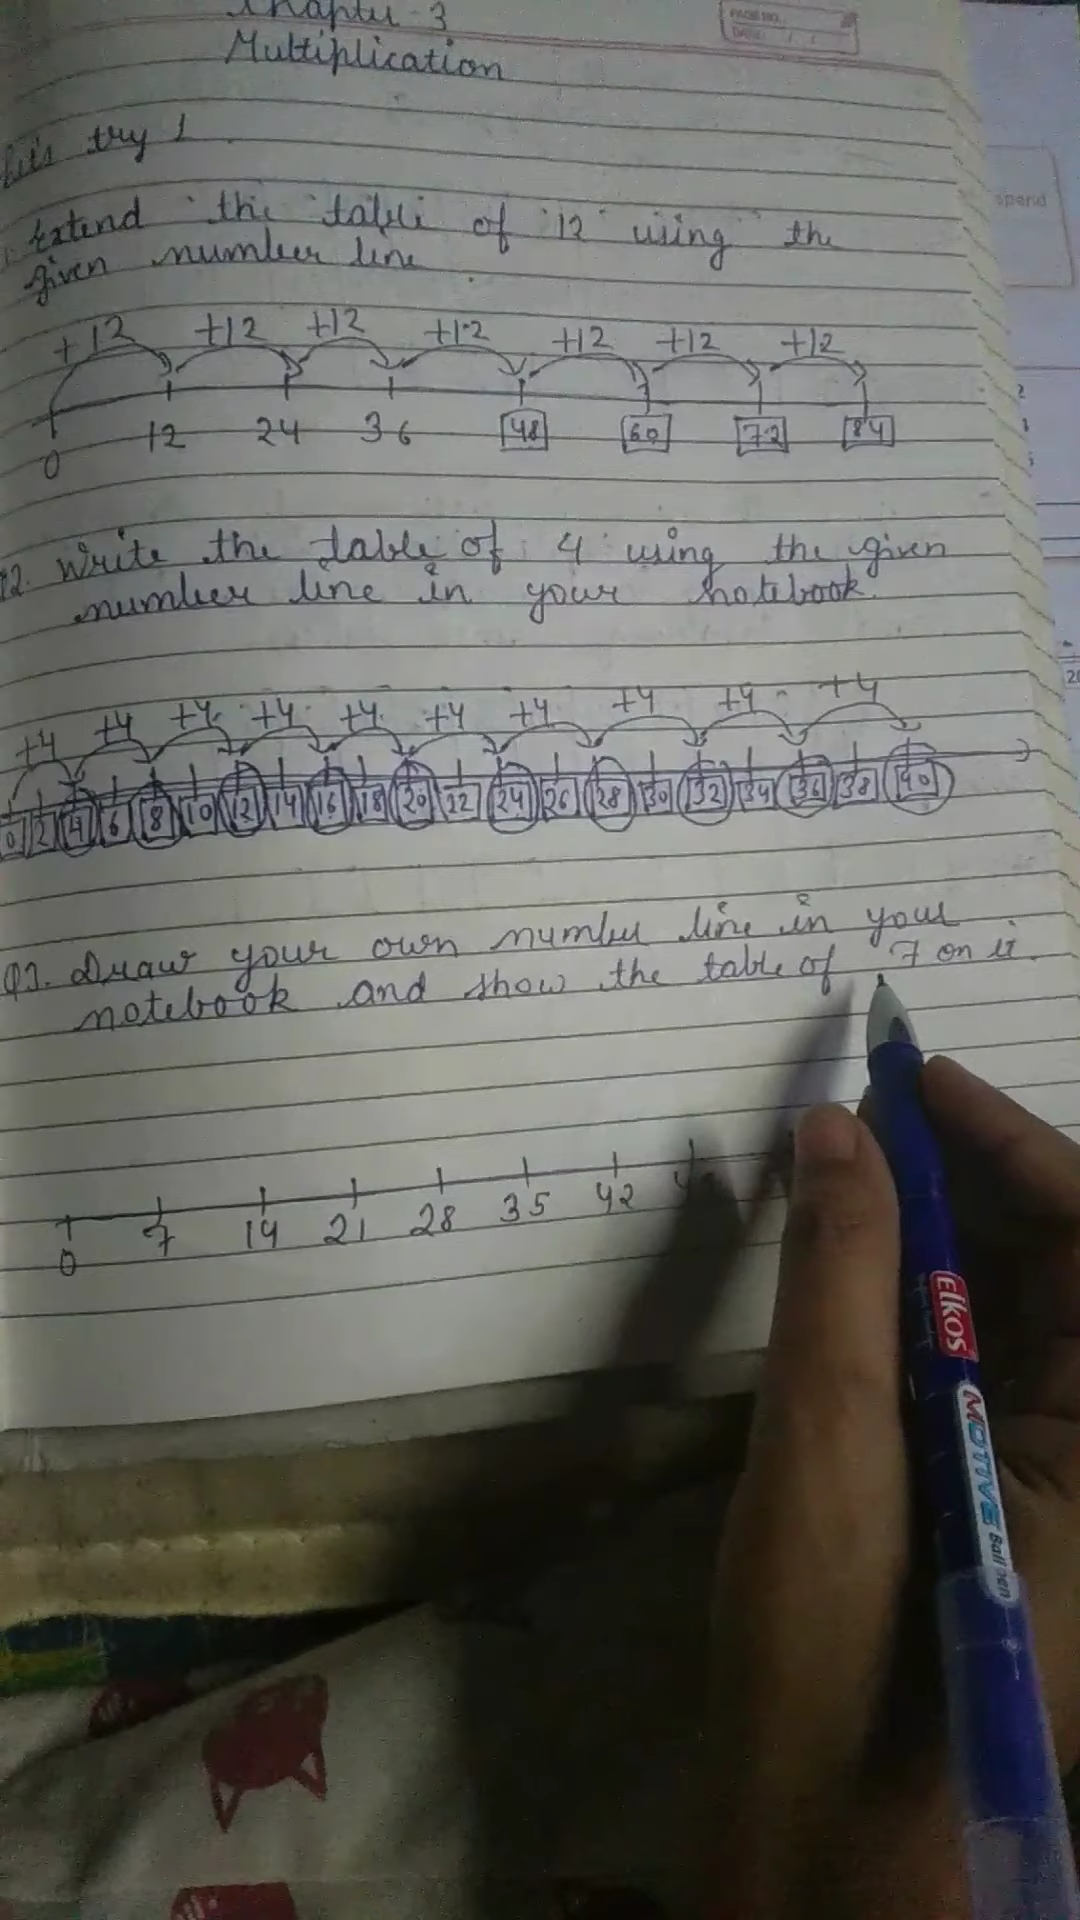 Chapter-3
PAGE NO.
DATE: / /
Multiplication
Let's try 1
spend
1. Extend the table of 12 using the
given number line.
+12 +12 +12 +12 +12 +12 +12
0 12 24 36 48 60 72 84
Q2. Write the table of 4 using the given
number line in your notebook.
+4 +4 +4 +4 +4 +4 +4 +4 +4 +4
0 2 4 6 8 10 12 14 16 18 20 22 24 26 28 30 32 34 36 38 40
Q3. Draw your own number line in your
notebook and show the table of 7 on it.
0 7 14 21 28 35 42
Elkos
MOTIVE Ball pen